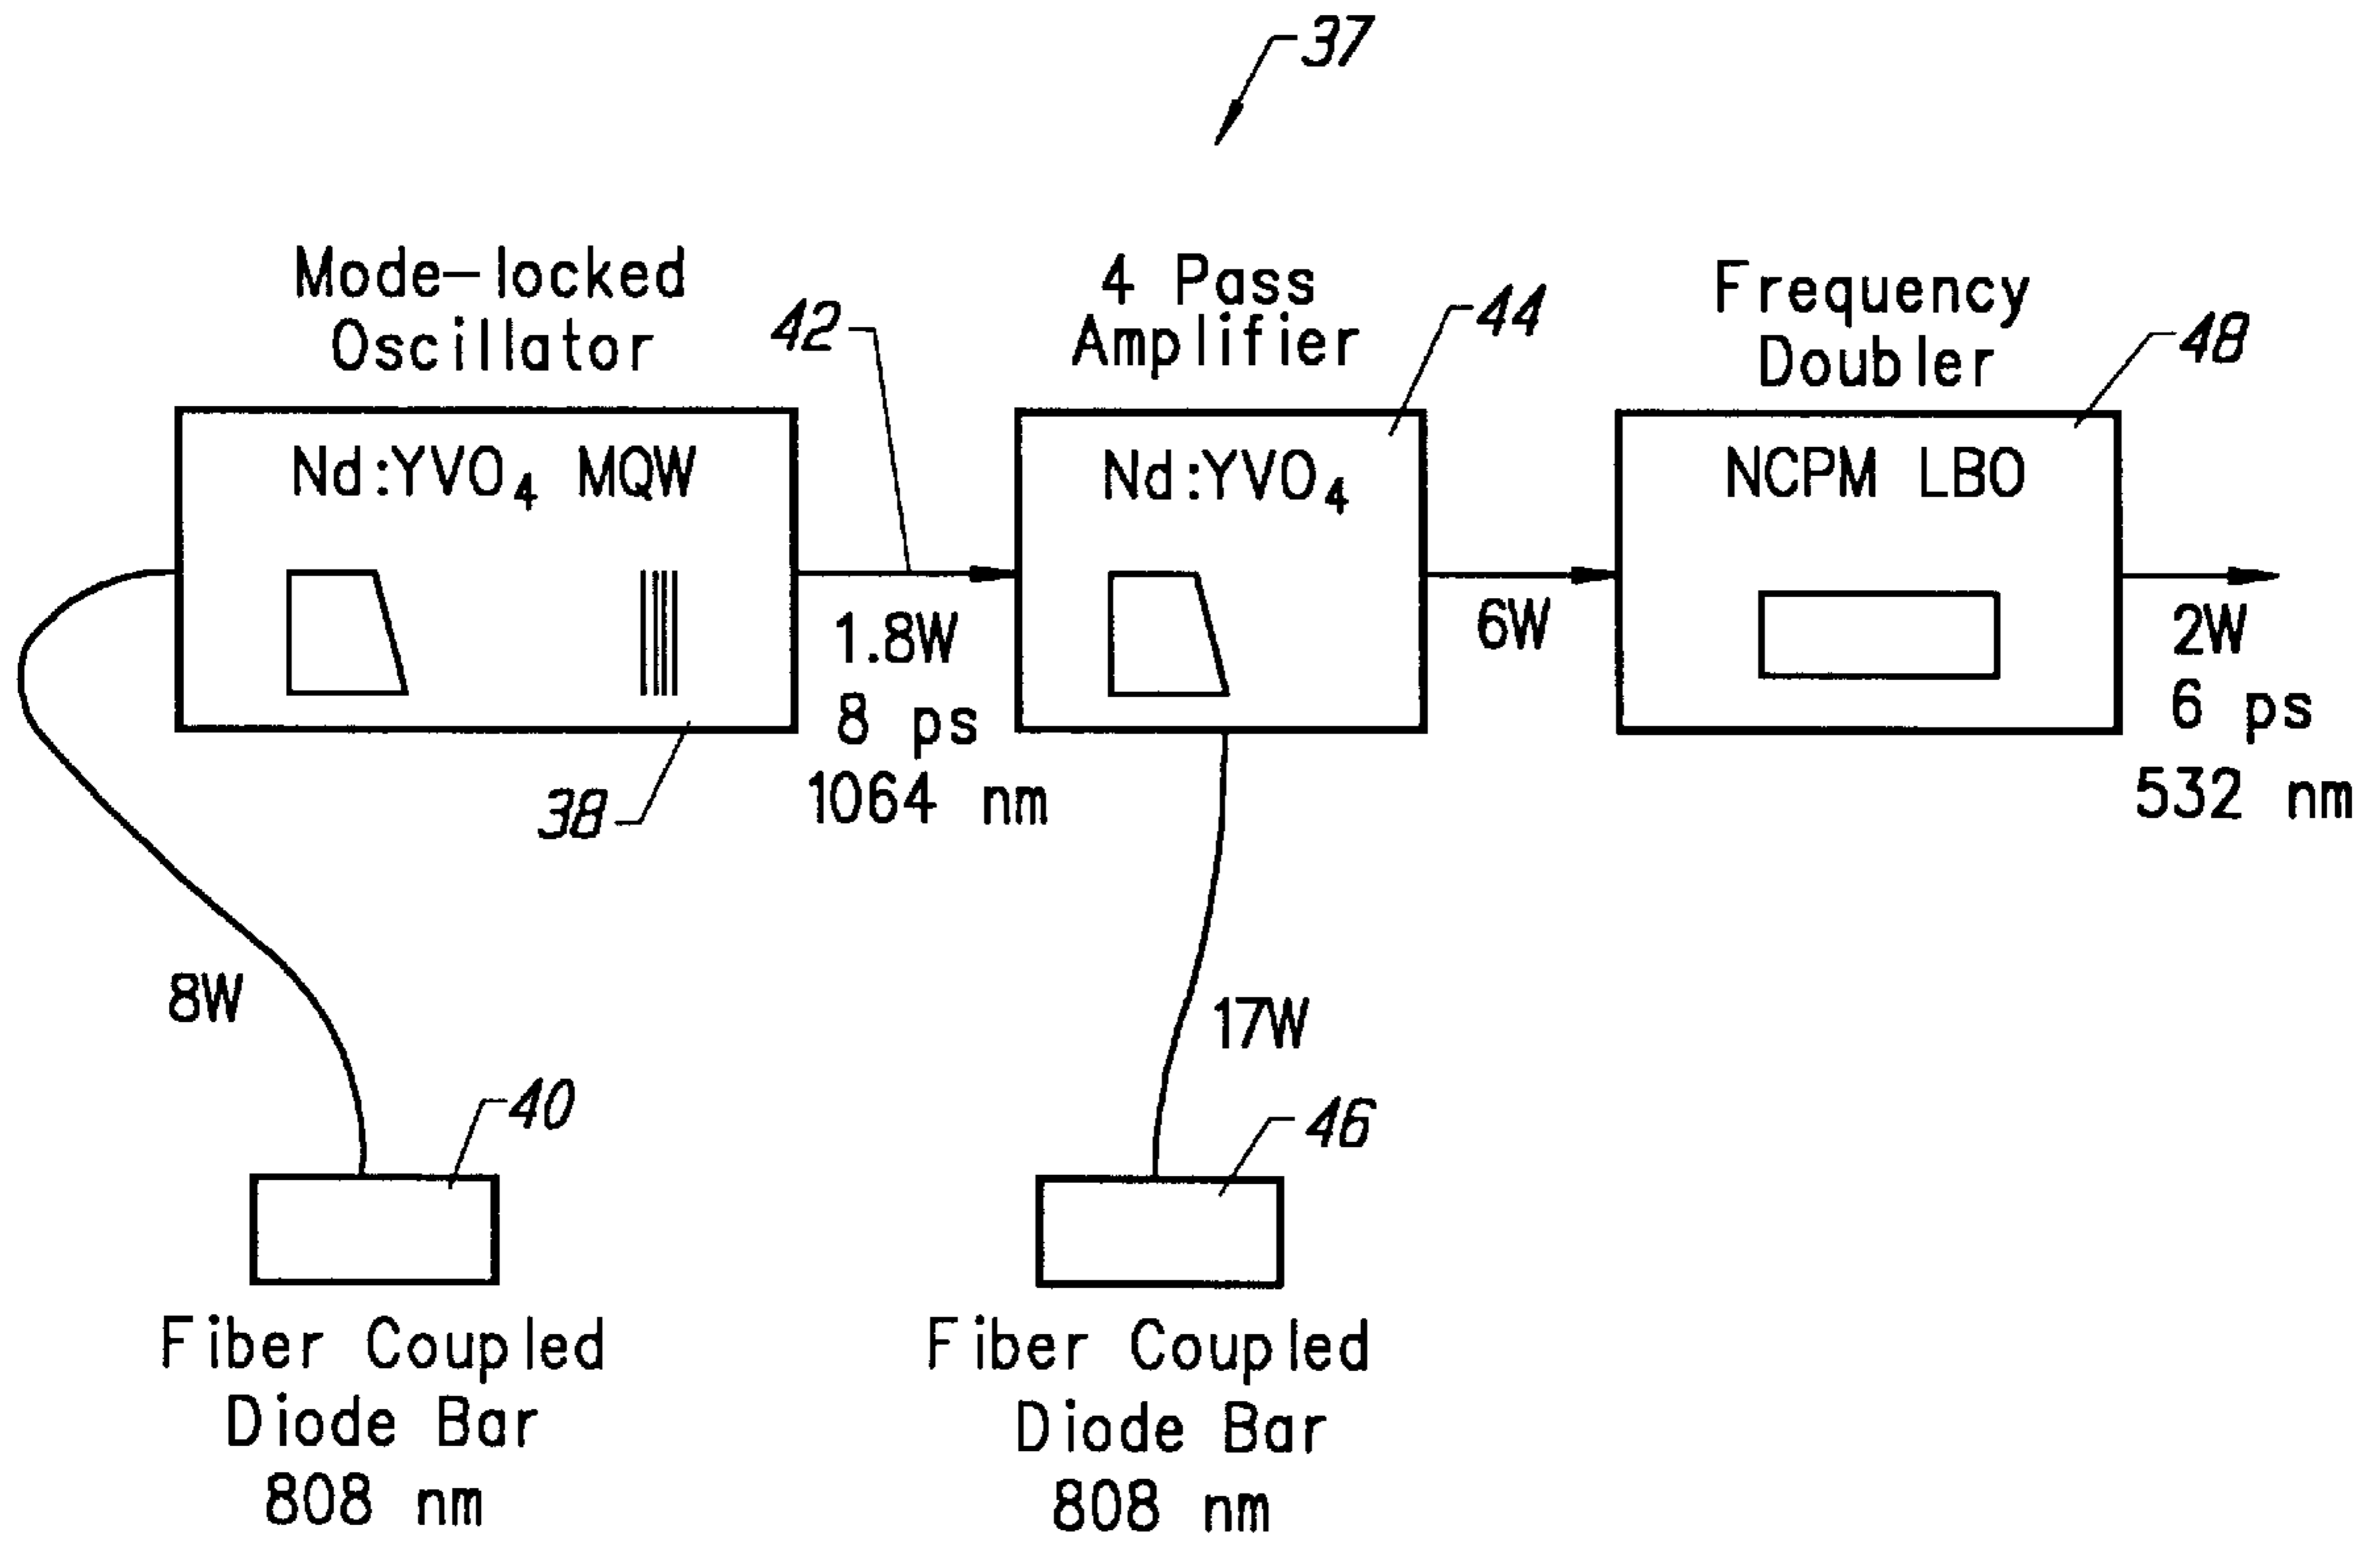 37
Mode-locked
Oscillator
42
4 Pass
Amplifier
44
Frequency
Doubler
48
Nd:YVO₄ MQW
Nd:YVO₄
NCPM LBO
1.8W
8 ps
1064 nm
6W
2W
6 ps
532 nm
38
8W
17W
40
46
Fiber Coupled
Diode Bar
808 nm
Fiber Coupled
Diode Bar
808 nm